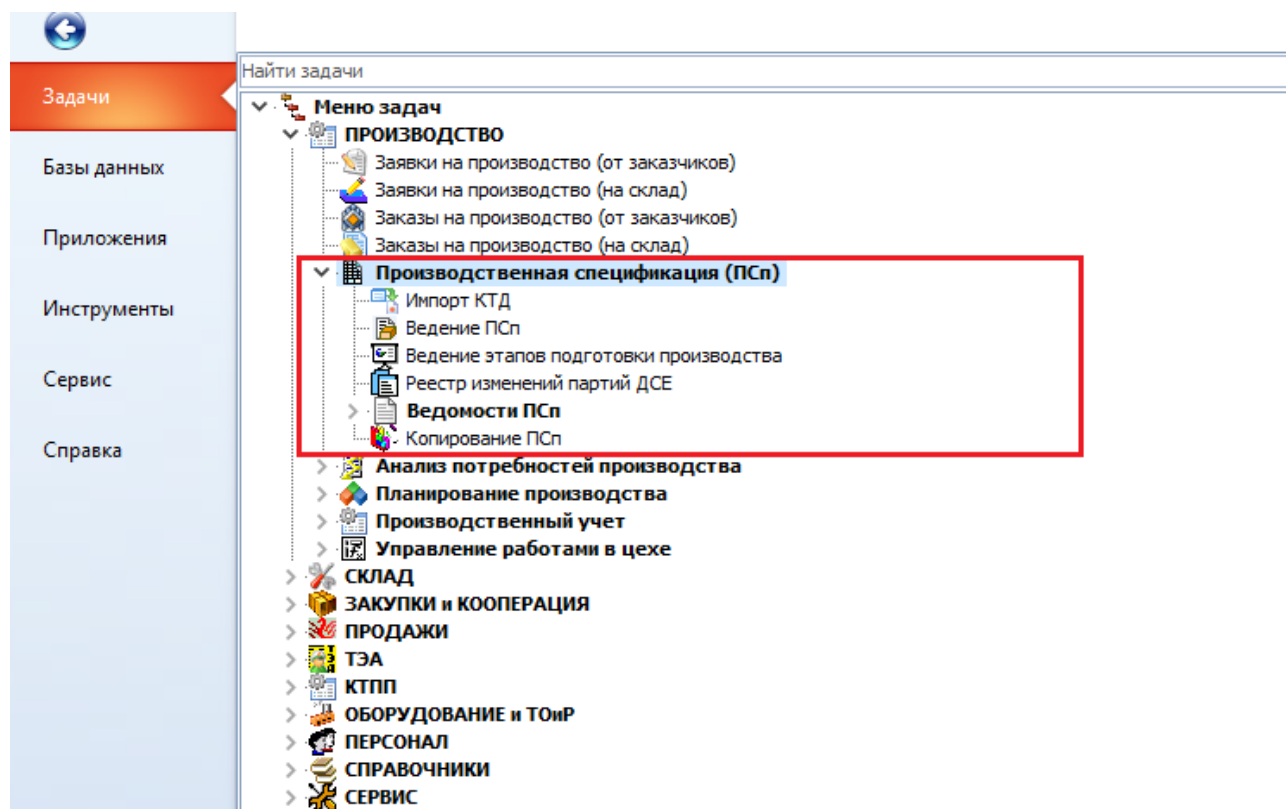 Найти задачи
Задачи
Базы данных
Приложения
Инструменты
Сервис
Справка
Меню задач
ПРОИЗВОДСТВО
Заявки на производство (от заказчиков)
Заявки на производство (на склад)
Заказы на производство (от заказчиков)
Заказы на производство (на склад)
Производственная спецификация (ПСп)
Импорт КТД
Ведение ПСп
Ведение этапов подготовки производства
Реестр изменений партий ДСЕ
Ведомости ПСп
Копирование ПСп
Анализ потребностей производства
Планирование производства
Производственный учет
Управление работами в цехе
СКЛАД
ЗАКУПКИ и КООПЕРАЦИЯ
ПРОДАЖИ
ТЭА
КТПП
ОБОРУДОВАНИЕ и ТОиР
ПЕРСОНАЛ
СПРАВОЧНИКИ
СЕРВИС